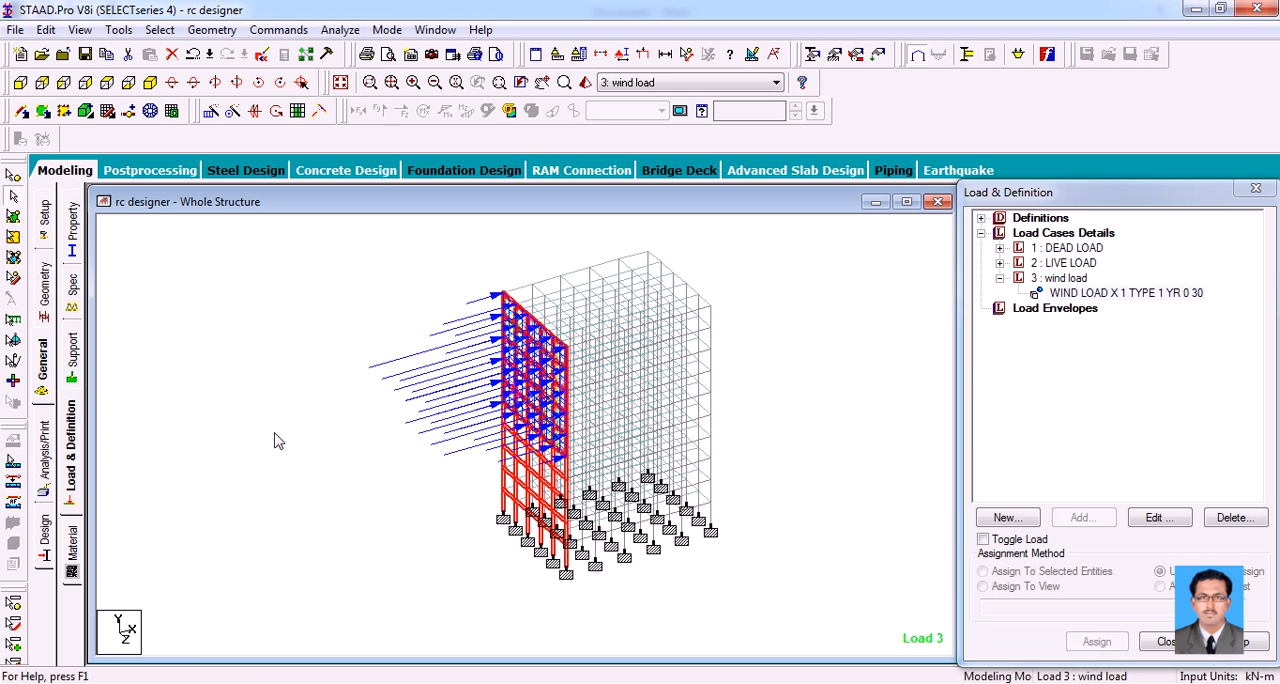 STAAD.Pro V8i (SELECTseries 4) - rc designer
File Edit View Tools Select Geometry Commands Analyze Mode Window Help
3: wind load
Modeling Postprocessing Steel Design Concrete Design Foundation Design RAM Connection Bridge Deck Advanced Slab Design Piping Earthquake
Setup
Geometry
General
Analysis/Print
Design
Property
Spec
Support
Load & Definition
Material
rc designer - Whole Structure
Y
X
Z
Load 3
Load & Definition
Definitions
Load Cases Details
1 : DEAD LOAD
2 : LIVE LOAD
3 : wind load
WIND LOAD X 1 TYPE 1 YR 0 30
Load Envelopes
New... Add... Edit ... Delete...
Toggle Load
Assignment Method
Assign To Selected Entities
Assign To View
Assign
For Help, press F1
Modeling Mo Load 3 : wind load Input Units: kN-m